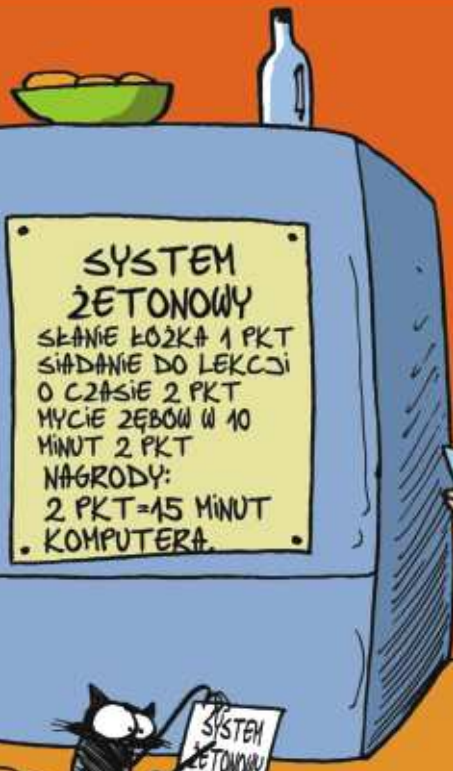 SYSTEM
ŻETONOWY
SŁANIE ŁÓŻKA 1 PKT
SIADANIE DO LEKCJI
O CZASIE 2 PKT
MYCIE ZĘBÓW W 10
MINUT 2 PKT
NAGRODY:
2 PKT=15 MINUT
KOMPUTERA.
SYSTEM
ŻETONOWY